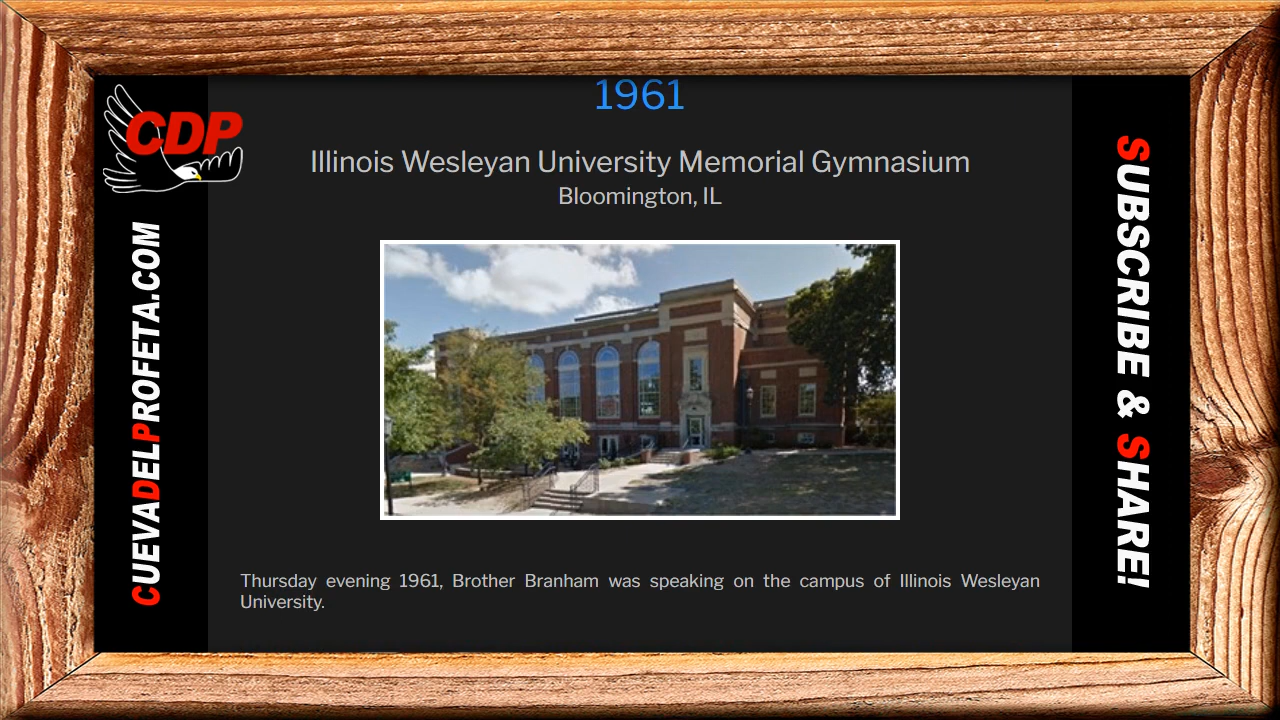 1961
CDP
Illinois Wesleyan University Memorial Gymnasium
Bloomington, IL
CUEVADELPROFETA.COM
SUBSCRIBE & SHARE!
Thursday evening 1961, Brother Branham was speaking on the campus of Illinois Wesleyan
University.